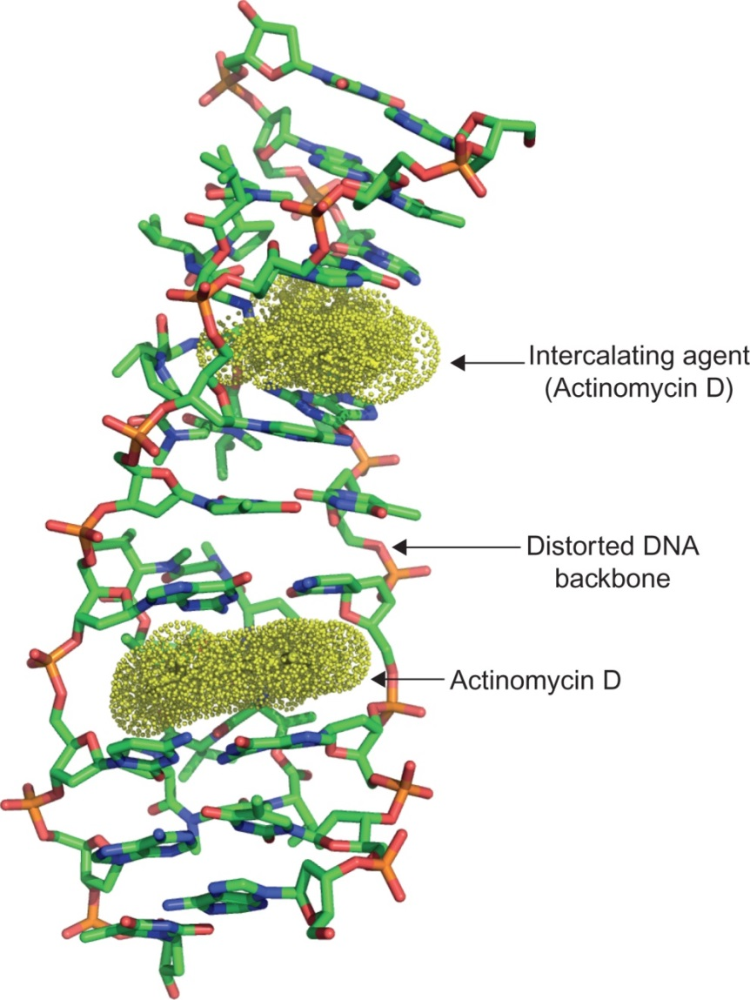 Intercalating agent
(Actinomycin D)
Distorted DNA
backbone
Actinomycin D